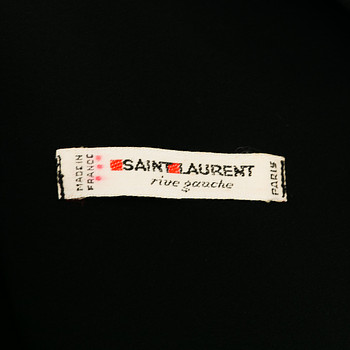 MADE IN
FRANCE
SAINT LAURENT
rive gauche
PARIS